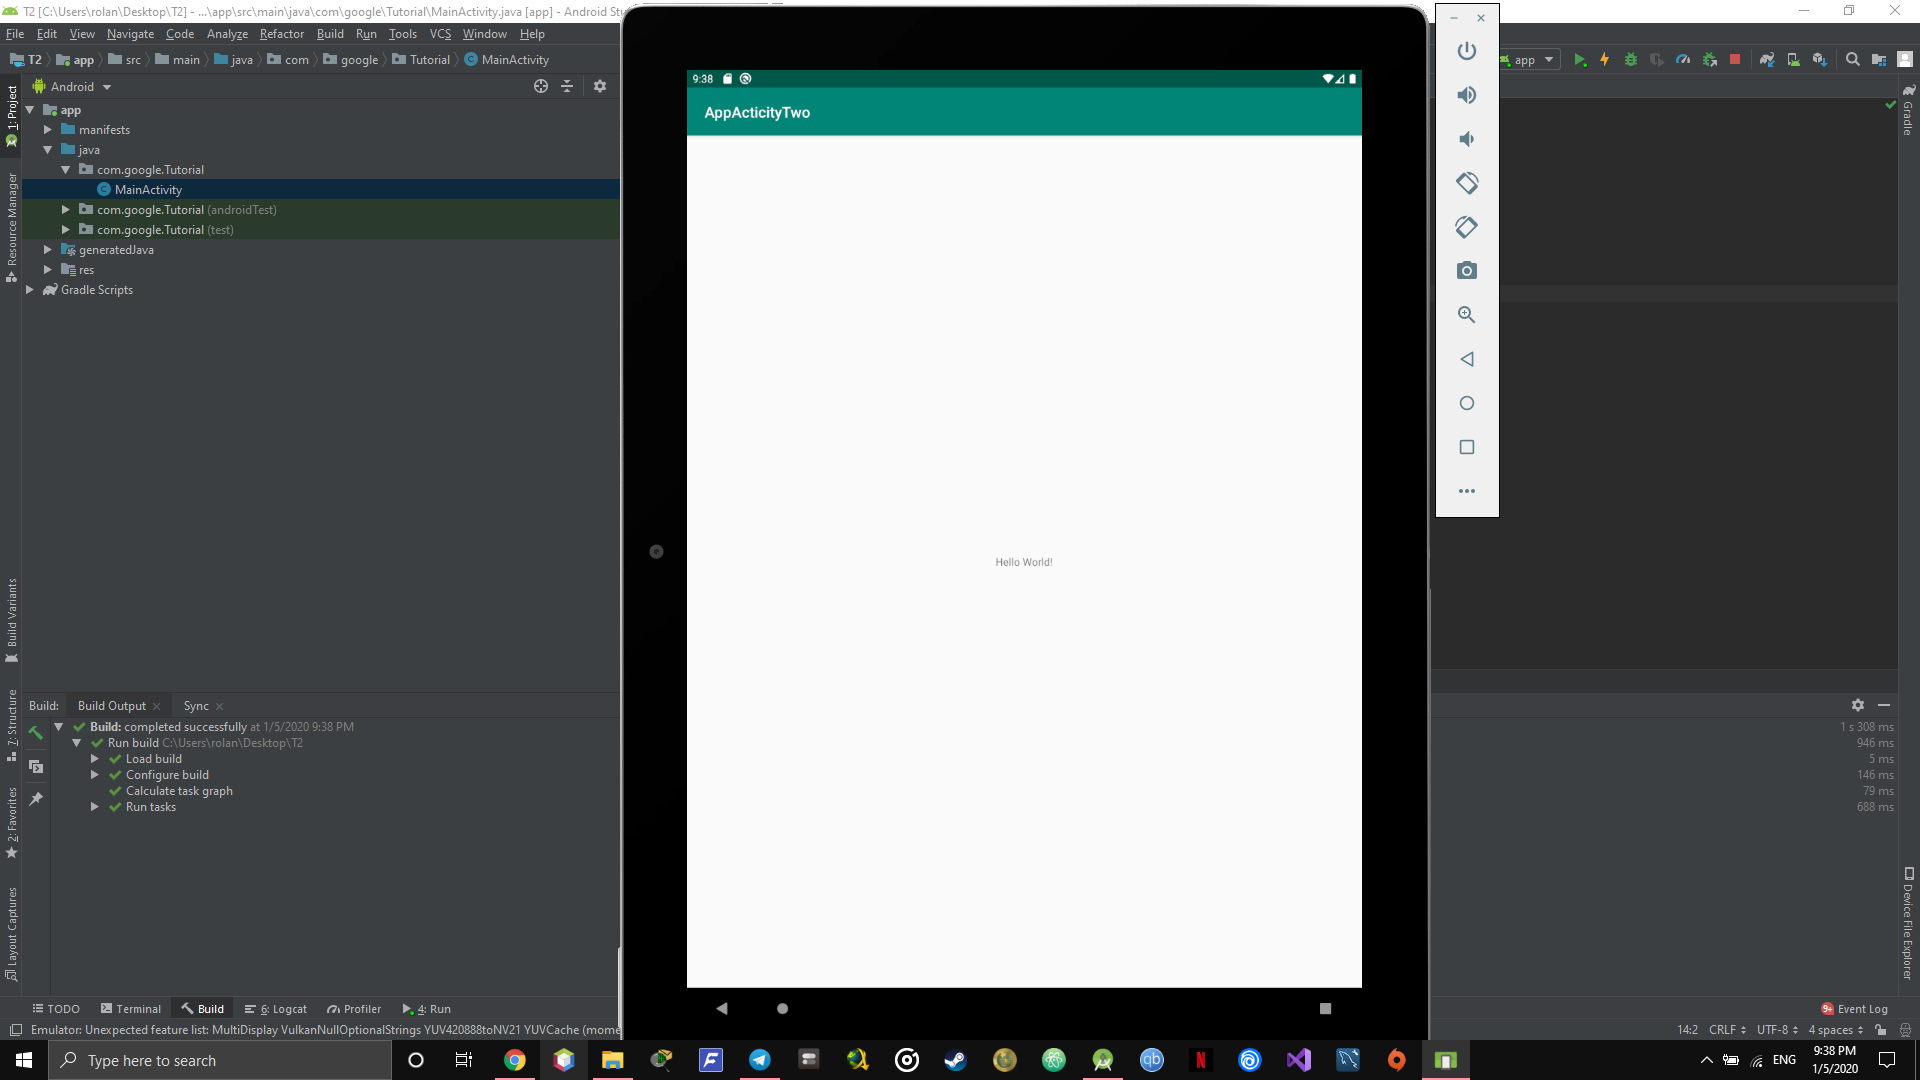 T2 [C:\Users\rolan\Desktop\T2] - ...\app\src\main\java\com\google\Tutorial\MainActivity.java [app] - Android Stu
File Edit View Navigate Code Analyze Refactor Build Run Tools VCS Window Help
T2 app src main java com google Tutorial MainActivity
app
Android
1: Project
Resource Manager
Build Variants
7: Structure
2: Favorites
Layout Captures
app
manifests
java
com.google.Tutorial
MainActivity
com.google.Tutorial (androidTest)
com.google.Tutorial (test)
generatedJava
res
Gradle Scripts
9:38
AppActicityTwo
Hello World!
Gradle
Device File Explorer
Build: Build Output Sync
Build: completed successfully at 1/5/2020 9:38 PM 1 s 308 ms
Run build C:\Users\rolan\Desktop\T2 946 ms
Load build 5 ms
Configure build 146 ms
Calculate task graph 79 ms
Run tasks 688 ms
TODO Terminal Build 6: Logcat Profiler 4: Run
9+ Event Log
Emulator: Unexpected feature list: MultiDisplay VulkanNullOptionalStrings YUV420888toNV21 YUVCache (mome
14:2 CRLF UTF-8 4 spaces
Type here to search
F
qb
N
ENG
9:38 PM
1/5/2020